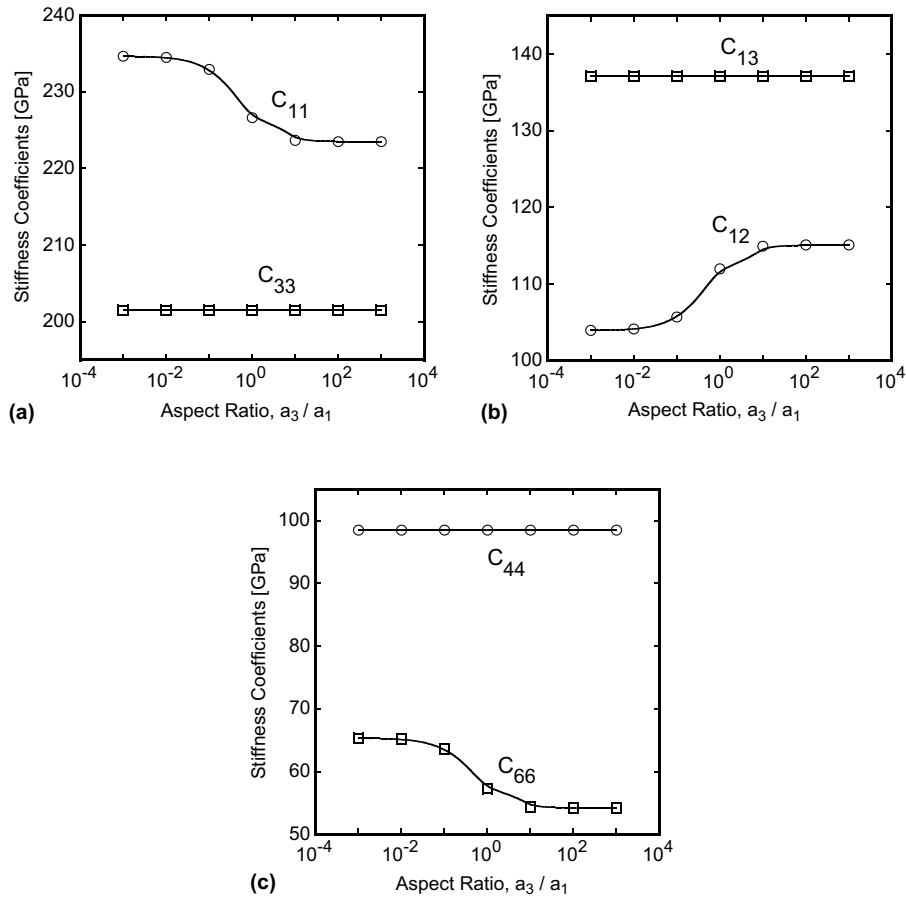 Stiffness Coefficients [GPa]
240
230
220
210
200
C11
C33
10-4
10-2
100
102
104
(a)
Aspect Ratio, a3 / a1
Stiffness Coefficients [GPa]
140
130
120
110
100
C13
C12
10-4
10-2
100
102
104
(b)
Aspect Ratio, a3 / a1
Stiffness Coefficients [GPa]
100
90
80
70
60
50
C44
C66
10-4
10-2
100
102
104
(c)
Aspect Ratio, a3 / a1